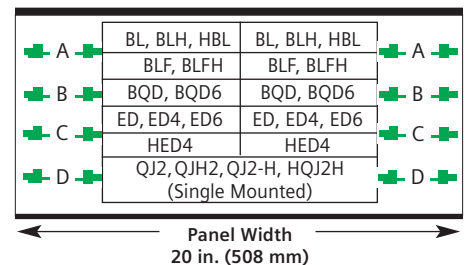 BL, BLH, HBL BL, BLH, HBL
A A
BLF, BLFH BLF, BLFH
B BQD, BQD6 BQD, BQD6 B
ED, ED4, ED6 ED, ED4, ED6
C C
HED4 HED4
D QJ2, QJH2, QJ2-H, HQJ2H D
(Single Mounted)
Panel Width
20 in. (508 mm)